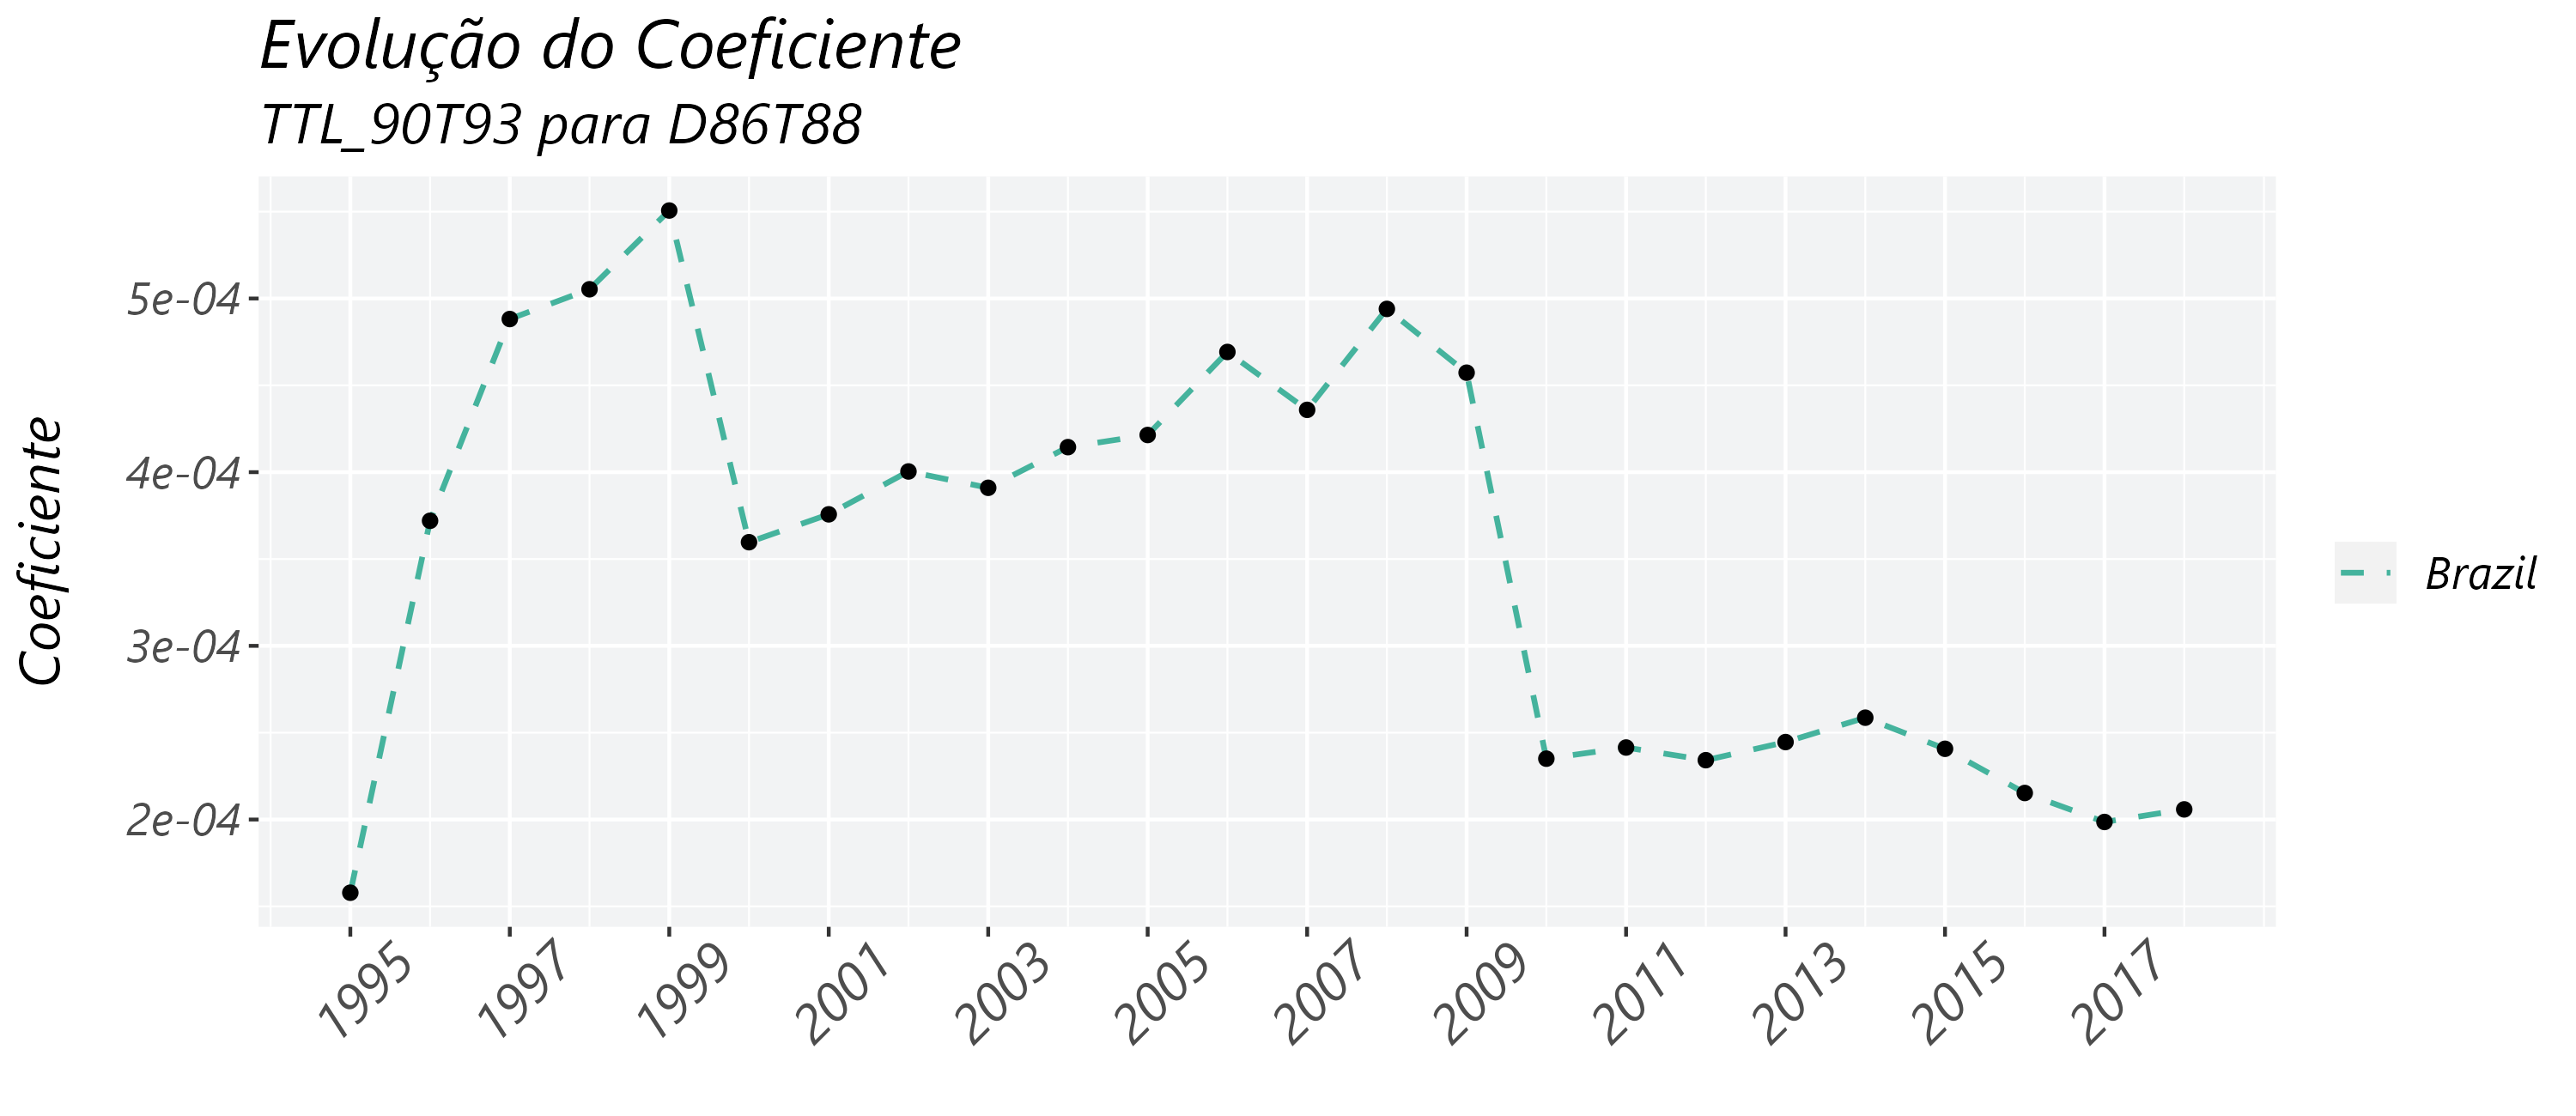 Evolução do Coeficiente
TTL_90T93 para D86T88
5e-04
4e-04
3e-04
2e-04
Coeficiente
1995
1997
1999
2001
2003
2005
2007
2009
2011
2013
2015
2017
Brazil